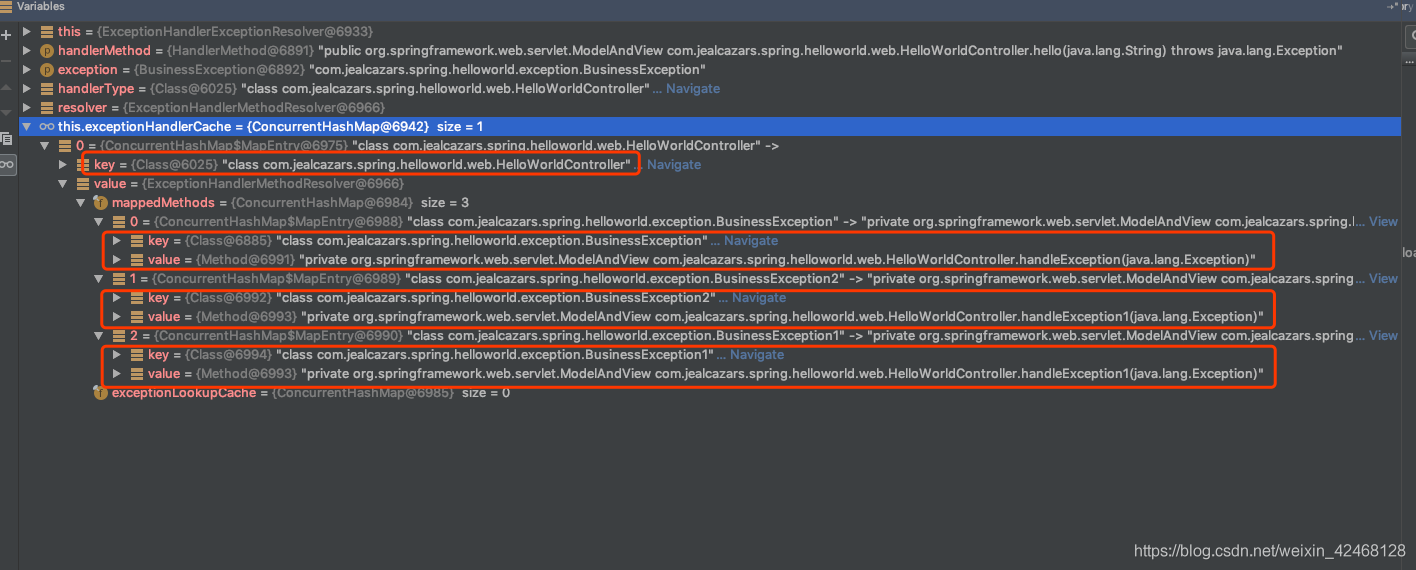 Variables
this = {ExceptionHandlerExceptionResolver@6933}
handlerMethod = {HandlerMethod@6891} "public org.springframework.web.servlet.ModelAndView com.jealcazars.spring.helloworld.web.HelloWorldController.hello(java.lang.String) throws java.lang.Exception"
exception = {BusinessException@6892} "com.jealcazars.spring.helloworld.exception.BusinessException"
handlerType = {Class@6025} "class com.jealcazars.spring.helloworld.web.HelloWorldController" ... Navigate
resolver = {ExceptionHandlerMethodResolver@6966}
this.exceptionHandlerCache = {ConcurrentHashMap@6942} size = 1
0 = {ConcurrentHashMap$MapEntry@6975} "class com.jealcazars.spring.helloworld.web.HelloWorldController" ->
key = {Class@6025} "class com.jealcazars.spring.helloworld.web.HelloWorldController" ... Navigate
value = {ExceptionHandlerMethodResolver@6966}
mappedMethods = {ConcurrentHashMap@6984} size = 3
0 = {ConcurrentHashMap$MapEntry@6988} "class com.jealcazars.spring.helloworld.exception.BusinessException" -> "private org.springframework.web.servlet.ModelAndView com.jealcazars.spring.l... View
key = {Class@6885} "class com.jealcazars.spring.helloworld.exception.BusinessException" ... Navigate
value = {Method@6991} "private org.springframework.web.servlet.ModelAndView com.jealcazars.spring.helloworld.web.HelloWorldController.handleException(java.lang.Exception)"
1 = {ConcurrentHashMap$MapEntry@6989} "class com.jealcazars.spring.helloworld.exception.BusinessException2" -> "private org.springframework.web.servlet.ModelAndView com.jealcazars.spring... View
key = {Class@6992} "class com.jealcazars.spring.helloworld.exception.BusinessException2" ... Navigate
value = {Method@6993} "private org.springframework.web.servlet.ModelAndView com.jealcazars.spring.helloworld.web.HelloWorldController.handleException1(java.lang.Exception)"
2 = {ConcurrentHashMap$MapEntry@6990} "class com.jealcazars.spring.helloworld.exception.BusinessException1" -> "private org.springframework.web.servlet.ModelAndView com.jealcazars.spring... View
key = {Class@6994} "class com.jealcazars.spring.helloworld.exception.BusinessException1" ... Navigate
value = {Method@6993} "private org.springframework.web.servlet.ModelAndView com.jealcazars.spring.helloworld.web.HelloWorldController.handleException1(java.lang.Exception)"
exceptionLookupCache = {ConcurrentHashMap@6985} size = 0
https://blog.csdn.net/weixin_42468128